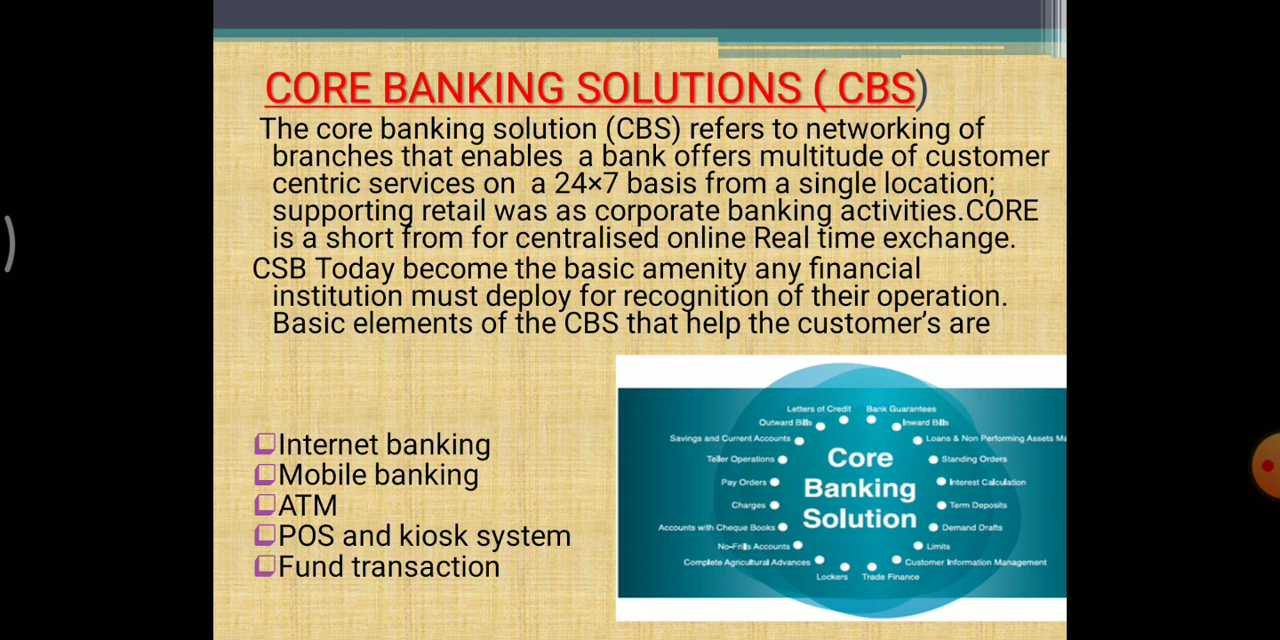 CORE BANKING SOLUTIONS ( CBS)
The core banking solution (CBS) refers to networking of
branches that enables a bank offers multitude of customer
centric services on a 24×7 basis from a single location;
supporting retail was as corporate banking activities.CORE
is a short from for centralised online Real time exchange.
CSB Today become the basic amenity any financial
institution must deploy for recognition of their operation.
Basic elements of the CBS that help the customer's are
Internet banking
Mobile banking
ATM
POS and kiosk system
Fund transaction
Core
Banking
Solution
Letters of Credit
Outward Bills
Savings and Current Accounts
Teller Operations
Pay Orders
Charges
Accounts with Cheque Books
No-Frills Accounts
Complete Agricultural Advances
Lockers
Bank Guarantees
Inward Bills
Loans & Non Performing Assets Ma
Standing Orders
Interest Calculation
Term Deposits
Demand Drafts
Limits
Customer Information Management
Trade Finance